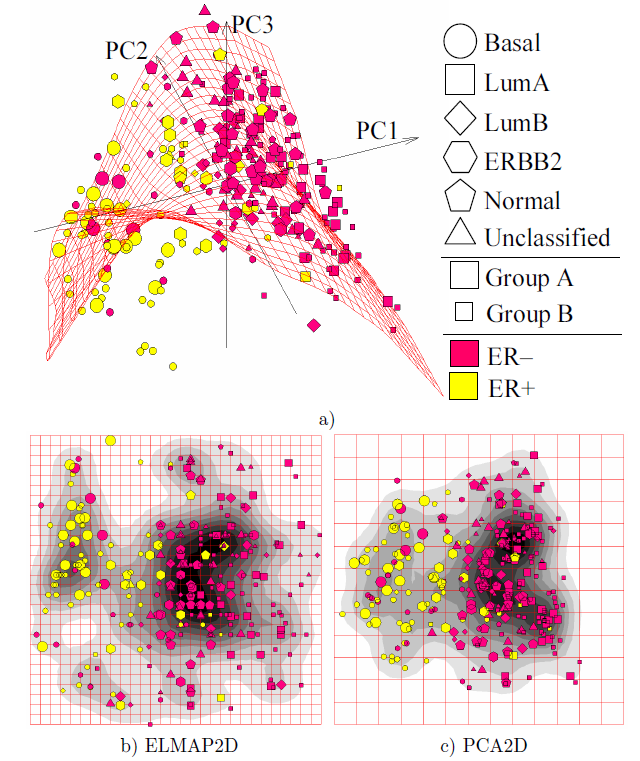 PC3
PC2
PC1
Basal
LumA
LumB
ERBB2
Normal
Unclassified
Group A
Group B
ER–
ER+
a)
b) ELMAP2D
c) PCA2D